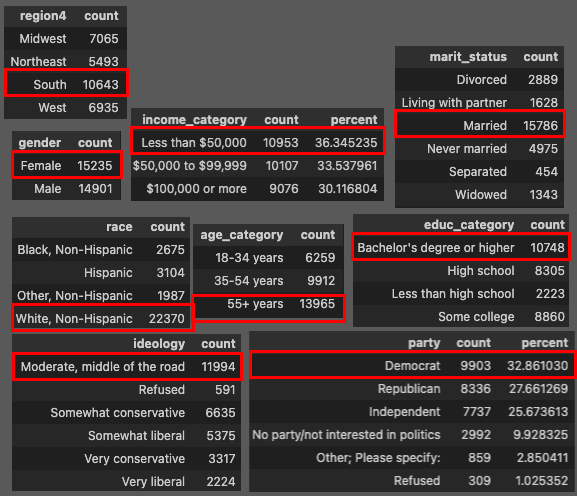 region4 count
Midwest 7065
Northeast 5493
South 10643
West 6935
marit_status count
Divorced 2889
Living with partner 1628
Married 15786
Never married 4975
Separated 454
Widowed 1343
income_category count percent
Less than $50,000 10953 36.345235
$50,000 to $99,999 10107 33.537961
$100,000 or more 9076 30.116804
gender count
Female 15235
Male 14901
race count
Black, Non-Hispanic 2675
Hispanic 3104
Other, Non-Hispanic 1987
White, Non-Hispanic 22370
age_category count
18-34 years 6259
35-54 years 9912
55+ years 13965
educ_category count
Bachelor's degree or higher 10748
High school 8305
Less than high school 2223
Some college 8860
ideology count
Moderate, middle of the road 11994
Refused 591
Somewhat conservative 6635
Somewhat liberal 5375
Very conservative 3317
Very liberal 2224
party count percent
Democrat 9903 32.861030
Republican 8336 27.661269
Independent 7737 25.673613
No party/not interested in politics 2992 9.928325
Other; Please specify: 859 2.850411
Refused 309 1.025352